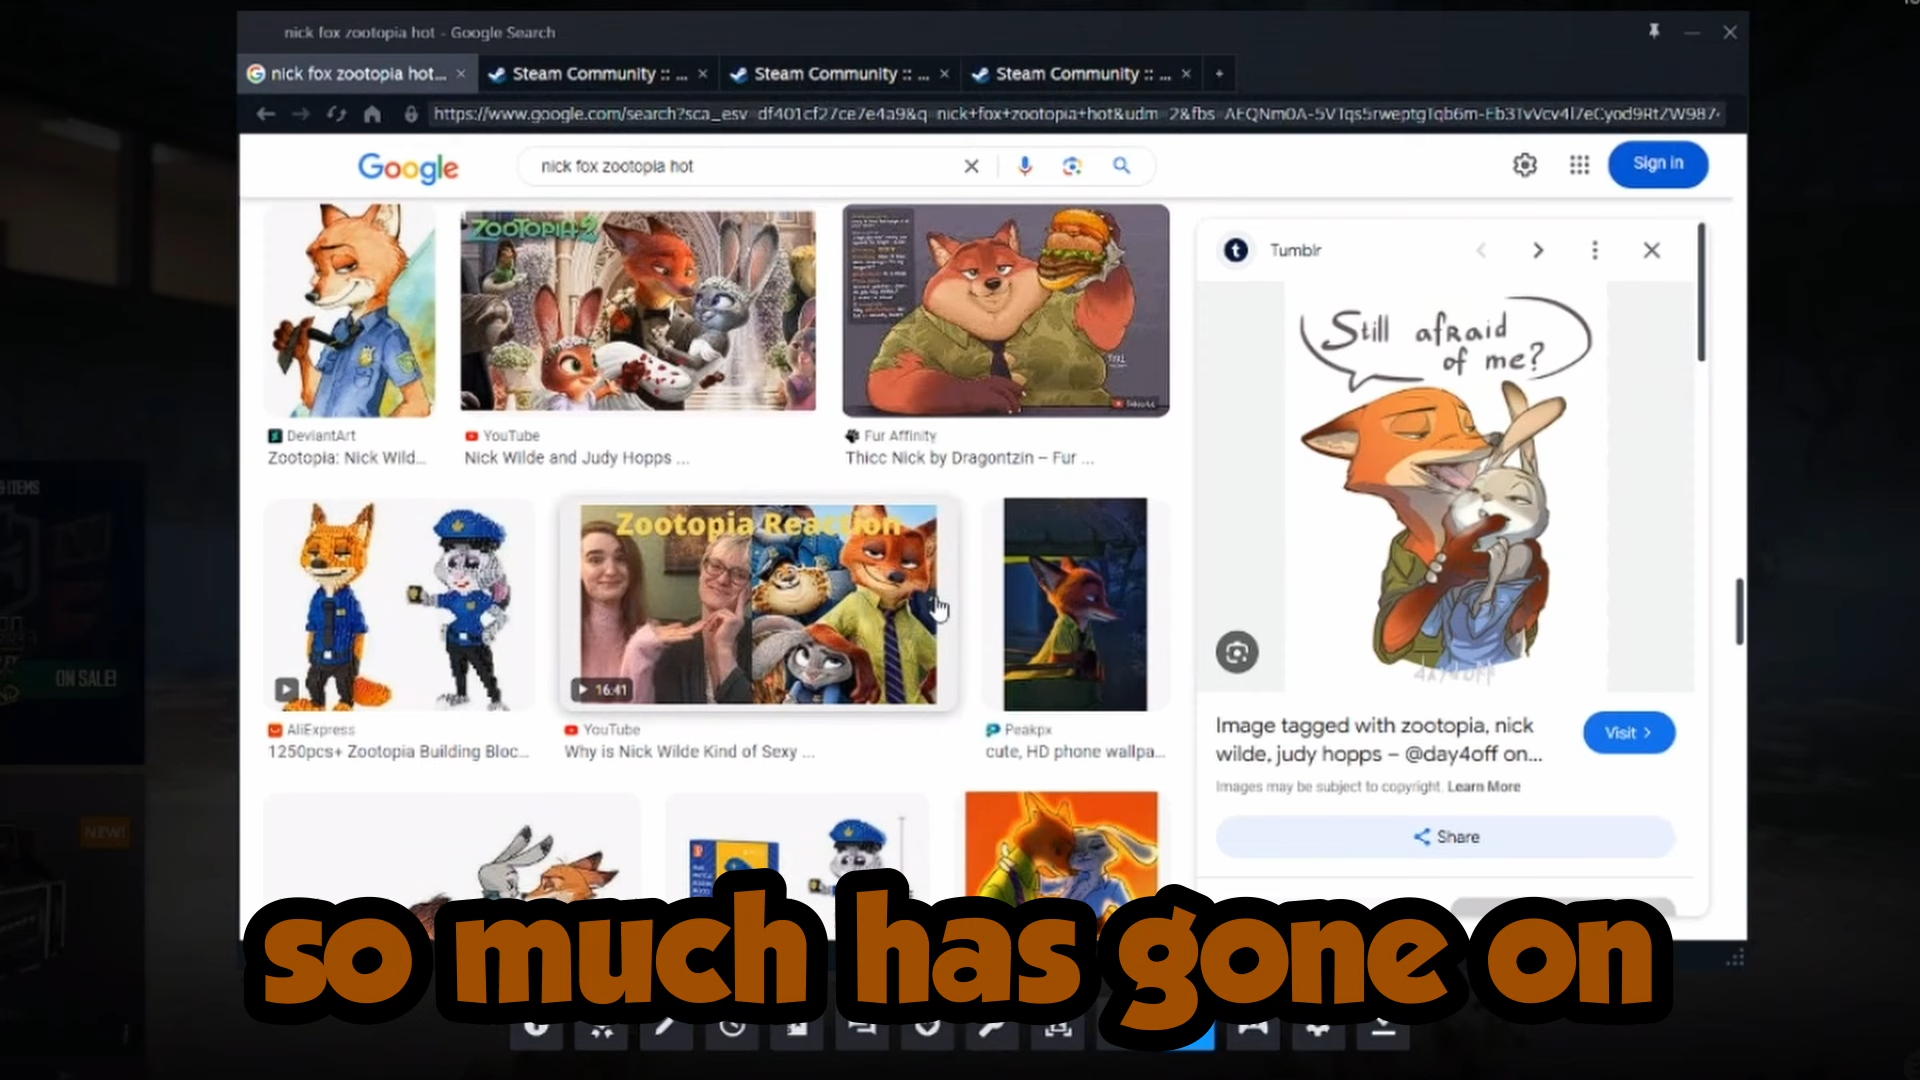 nick fox zootopia hot - Google Search
nick fox zootopia hot...
Steam Community :: ...
Steam Community :: ...
Steam Community :: ...
Google
nick fox zootopia hot
Sign in
ZOOTOPIA 2
DeviantArt
Zootopia: Nick Wild...
YouTube
Nick Wilde and Judy Hopps ...
Fur Affinity
Thicc Nick by Dragontzin – Fur ...
Tumblr
Still afraid
of me?
Zootopia Reaction
16:41
AliExpress
1250pcs+ Zootopia Building Bloc...
YouTube
Why is Nick Wilde Kind of Sexy ...
Peakpx
cute, HD phone wallpa...
day4off
Image tagged with zootopia, nick
wilde, judy hopps – @day4off on...
Visit
Images may be subject to copyright. Learn More
Share
ITEMS
ON SALE!
NEW!
so much has gone on